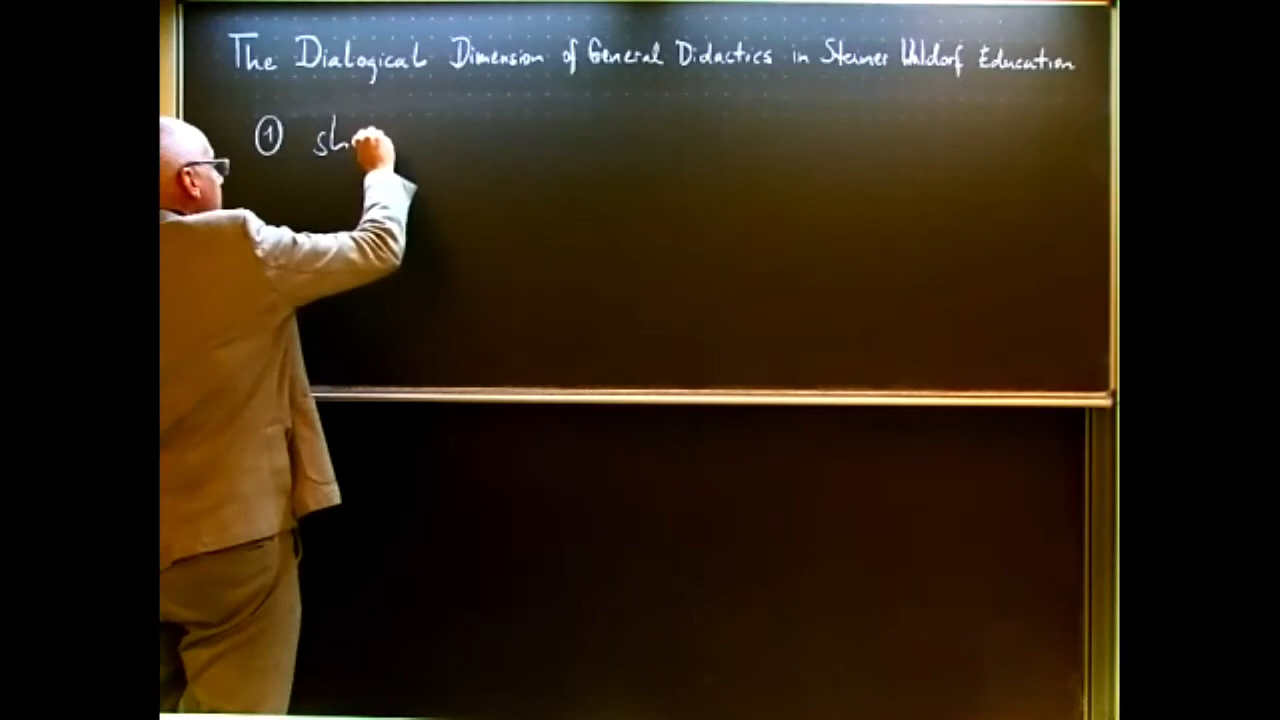 The Dialogical Dimension of General Didactics in Steiner Waldorf Education
① sh